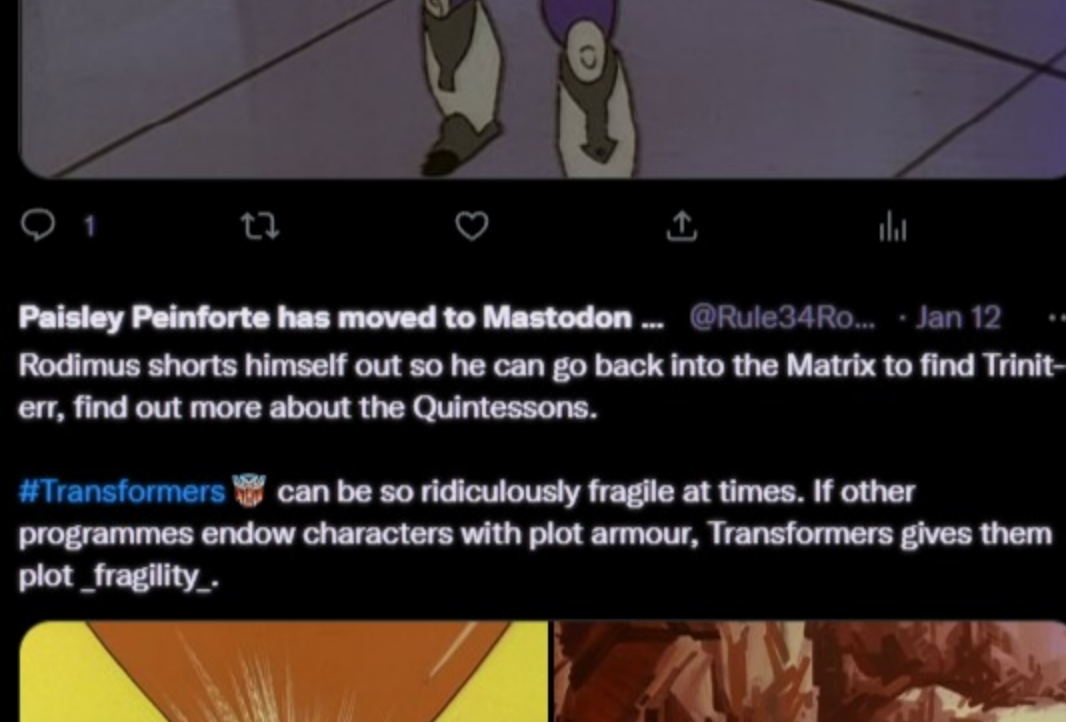 1
Paisley Peinforte has moved to Mastodon ... @Rule34Ro... · Jan 12
Rodimus shorts himself out so he can go back into the Matrix to find Trinit-
err, find out more about the Quintessons.
#Transformers can be so ridiculously fragile at times. If other
programmes endow characters with plot armour, Transformers gives them
plot _fragility_.